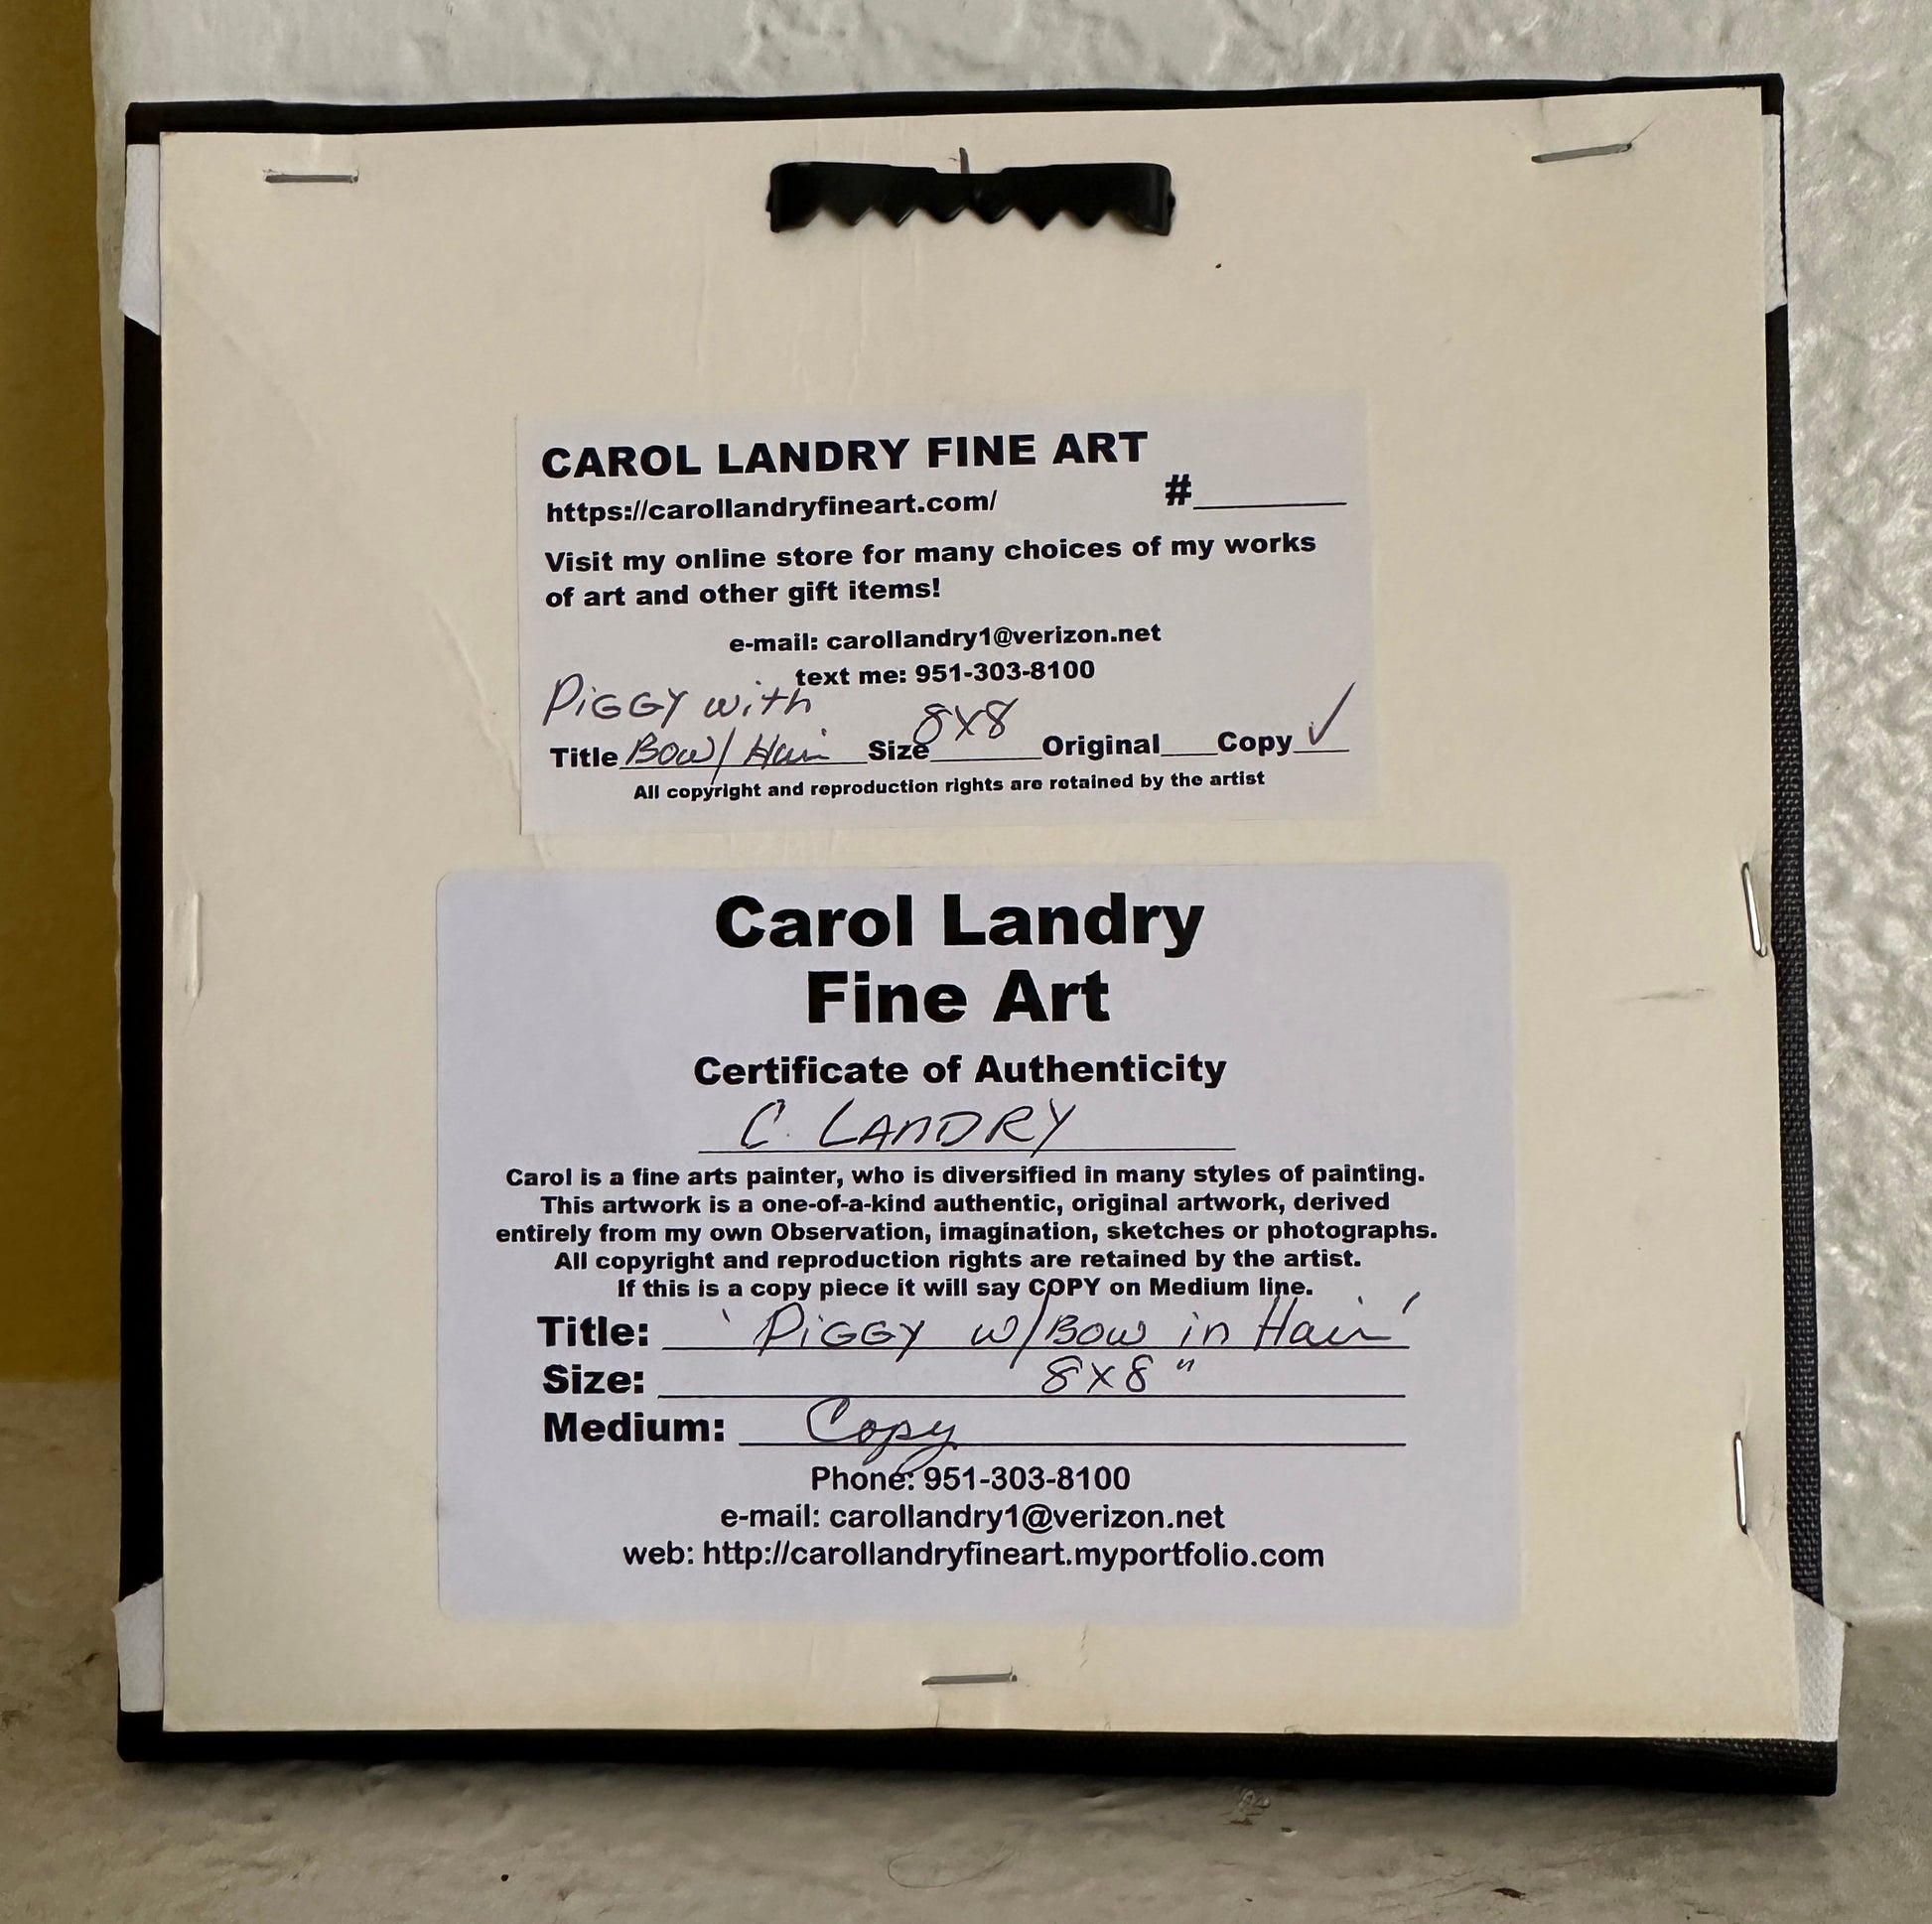 CAROL LANDRY FINE ART
https://carollandryfineart.com/ #
Visit my online store for many choices of my works
of art and other gift items!
e-mail: carollandry1@verizon.net
text me: 951-303-8100
PiGGY with
Title Bow/ Hair Size 8x8 Original Copy ✓
All copyright and reproduction rights are retained by the artist
Carol Landry
Fine Art
Certificate of Authenticity
C. LANDRY
Carol is a fine arts painter, who is diversified in many styles of painting.
This artwork is a one-of-a-kind authentic, original artwork, derived
entirely from my own Observation, imagination, sketches or photographs.
All copyright and reproduction rights are retained by the artist.
If this is a copy piece it will say COPY on Medium line.
Title: 'PiGGY w/Bow in Hair'
Size: 8x8"
Medium: Copy
Phone: 951-303-8100
e-mail: carollandry1@verizon.net
web: http://carollandryfineart.myportfolio.com